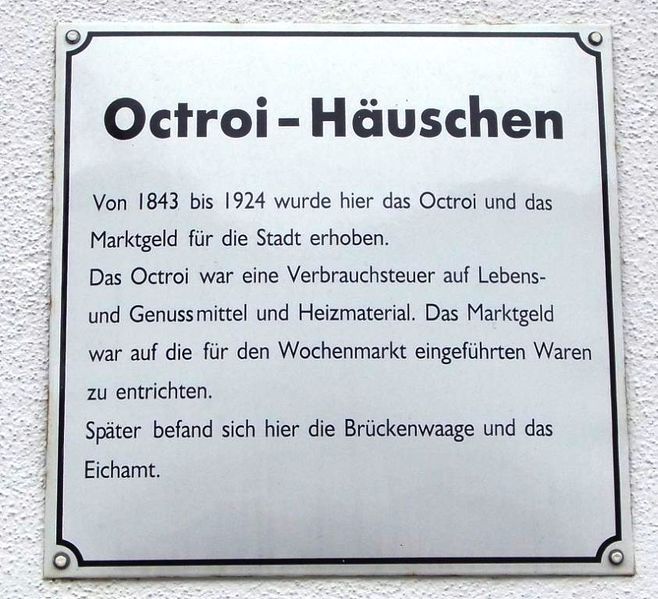 Octroi-Häuschen
Von 1843 bis 1924 wurde hier das Octroi und das
Marktgeld für die Stadt erhoben.
Das Octroi war eine Verbrauchsteuer auf Lebens-
und Genussmittel und Heizmaterial. Das Marktgeld
war auf die für den Wochenmarkt eingeführten Waren
zu entrichten.
Später befand sich hier die Brückenwaage und das
Eichamt.